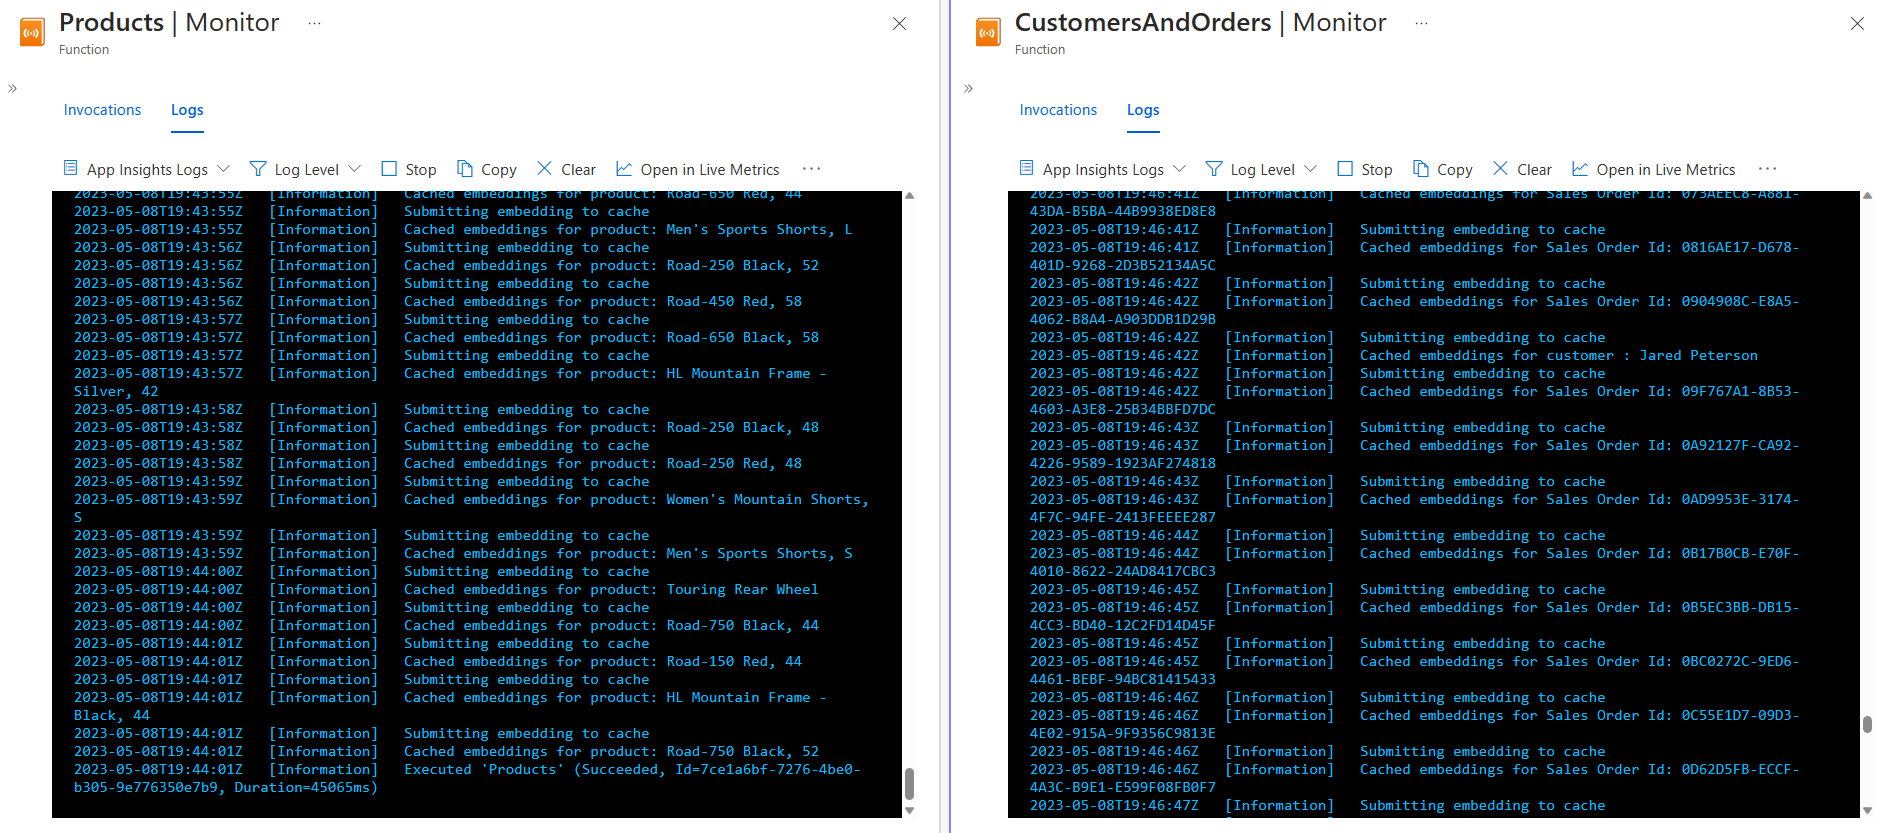 Products | Monitor
Function
Invocations Logs
App Insights Logs Log Level Stop Copy Clear Open in Live Metrics
2023-05-08T19:43:55Z [Information] Cached embeddings for product: Road-650 Red, 44
2023-05-08T19:43:55Z [Information] Submitting embedding to cache
2023-05-08T19:43:55Z [Information] Cached embeddings for product: Men's Sports Shorts, L
2023-05-08T19:43:56Z [Information] Submitting embedding to cache
2023-05-08T19:43:56Z [Information] Cached embeddings for product: Road-250 Black, 52
2023-05-08T19:43:56Z [Information] Submitting embedding to cache
2023-05-08T19:43:56Z [Information] Cached embeddings for product: Road-450 Red, 58
2023-05-08T19:43:57Z [Information] Submitting embedding to cache
2023-05-08T19:43:57Z [Information] Cached embeddings for product: Road-650 Black, 58
2023-05-08T19:43:57Z [Information] Submitting embedding to cache
2023-05-08T19:43:57Z [Information] Cached embeddings for product: HL Mountain Frame -
Silver, 42
2023-05-08T19:43:58Z [Information] Submitting embedding to cache
2023-05-08T19:43:58Z [Information] Cached embeddings for product: Road-250 Black, 48
2023-05-08T19:43:58Z [Information] Submitting embedding to cache
2023-05-08T19:43:58Z [Information] Cached embeddings for product: Road-250 Red, 48
2023-05-08T19:43:59Z [Information] Submitting embedding to cache
2023-05-08T19:43:59Z [Information] Cached embeddings for product: Women's Mountain Shorts,
S
2023-05-08T19:43:59Z [Information] Submitting embedding to cache
2023-05-08T19:43:59Z [Information] Cached embeddings for product: Men's Sports Shorts, S
2023-05-08T19:44:00Z [Information] Submitting embedding to cache
2023-05-08T19:44:00Z [Information] Cached embeddings for product: Touring Rear Wheel
2023-05-08T19:44:00Z [Information] Submitting embedding to cache
2023-05-08T19:44:00Z [Information] Cached embeddings for product: Road-750 Black, 44
2023-05-08T19:44:01Z [Information] Submitting embedding to cache
2023-05-08T19:44:01Z [Information] Cached embeddings for product: Road-150 Red, 44
2023-05-08T19:44:01Z [Information] Submitting embedding to cache
2023-05-08T19:44:01Z [Information] Cached embeddings for product: HL Mountain Frame -
Black, 44
2023-05-08T19:44:01Z [Information] Submitting embedding to cache
2023-05-08T19:44:01Z [Information] Cached embeddings for product: Road-750 Black, 52
2023-05-08T19:44:01Z [Information] Executed 'Products' (Succeeded, Id=7ce1a6bf-7276-4be0-
b305-9e776350e7b9, Duration=45065ms)
CustomersAndOrders | Monitor
Function
Invocations Logs
App Insights Logs Log Level Stop Copy Clear Open in Live Metrics
2023-05-08T19:46:41Z [Information] Cached embeddings for Sales Order Id: 073AEEC8-A881-
43DA-B5BA-44B9938ED8E8
2023-05-08T19:46:41Z [Information] Submitting embedding to cache
2023-05-08T19:46:41Z [Information] Cached embeddings for Sales Order Id: 0816AE17-D678-
401D-9268-2D3B52134A5C
2023-05-08T19:46:42Z [Information] Submitting embedding to cache
2023-05-08T19:46:42Z [Information] Cached embeddings for Sales Order Id: 0904908C-E8A5-
4062-B8A4-A903DDB1D29B
2023-05-08T19:46:42Z [Information] Submitting embedding to cache
2023-05-08T19:46:42Z [Information] Cached embeddings for customer : Jared Peterson
2023-05-08T19:46:42Z [Information] Submitting embedding to cache
2023-05-08T19:46:42Z [Information] Cached embeddings for Sales Order Id: 09F767A1-8B53-
4603-A3E8-25B34BBFD7DC
2023-05-08T19:46:43Z [Information] Submitting embedding to cache
2023-05-08T19:46:43Z [Information] Cached embeddings for Sales Order Id: 0A92127F-CA92-
4226-9589-1923AF274818
2023-05-08T19:46:43Z [Information] Submitting embedding to cache
2023-05-08T19:46:43Z [Information] Cached embeddings for Sales Order Id: 0AD9953E-3174-
4F7C-94FE-2413FEEEE287
2023-05-08T19:46:44Z [Information] Submitting embedding to cache
2023-05-08T19:46:44Z [Information] Cached embeddings for Sales Order Id: 0B17B0CB-E70F-
4010-8622-24AD8417CBC3
2023-05-08T19:46:45Z [Information] Submitting embedding to cache
2023-05-08T19:46:45Z [Information] Cached embeddings for Sales Order Id: 0B5EC3BB-DB15-
4CC3-BD40-12C2FD14D45F
2023-05-08T19:46:45Z [Information] Submitting embedding to cache
2023-05-08T19:46:45Z [Information] Cached embeddings for Sales Order Id: 0BC0272C-9ED6-
4461-BEBF-94BC81415433
2023-05-08T19:46:46Z [Information] Submitting embedding to cache
2023-05-08T19:46:46Z [Information] Cached embeddings for Sales Order Id: 0C55E1D7-09D3-
4E02-915A-9F9356C9813E
2023-05-08T19:46:46Z [Information] Submitting embedding to cache
2023-05-08T19:46:46Z [Information] Cached embeddings for Sales Order Id: 0D62D5FB-ECCF-
4A3C-B9E1-E599F08FB0F7
2023-05-08T19:46:47Z [Information] Submitting embedding to cache